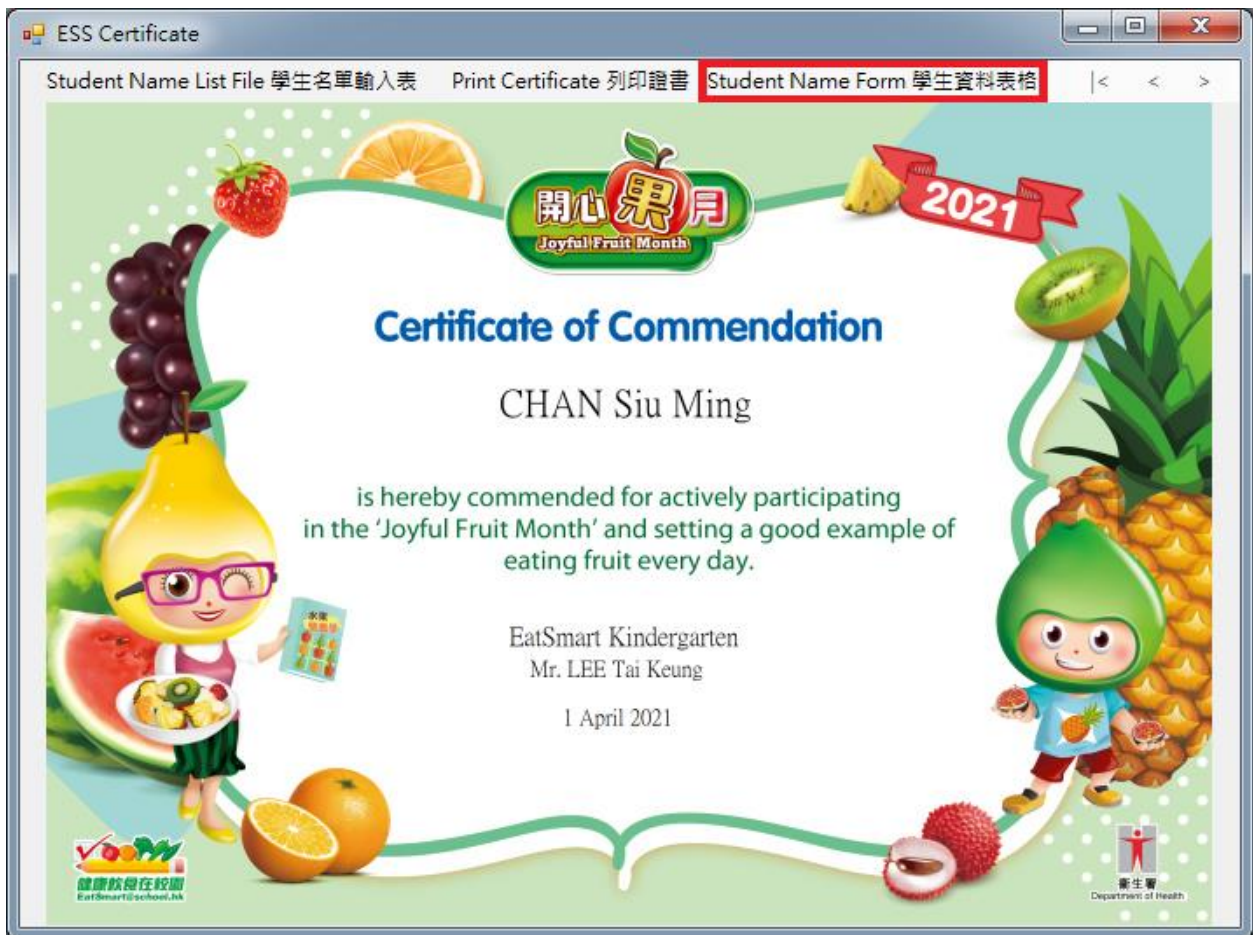 ESS Certificate
Student Name List File 學生名單輸入表 Print Certificate 列印證書 Student Name Form 學生資料表格 |< < >
開心果月
Joyful Fruit Month
2021
Certificate of Commendation
CHAN Siu Ming
is hereby commended for actively participating
in the ‘Joyful Fruit Month’ and setting a good example of
eating fruit every day.
EatSmart Kindergarten
Mr. LEE Tai Keung
1 April 2021
水果
健康飲食在校園
EatSmart@school.hk
衞生署
Department of Health